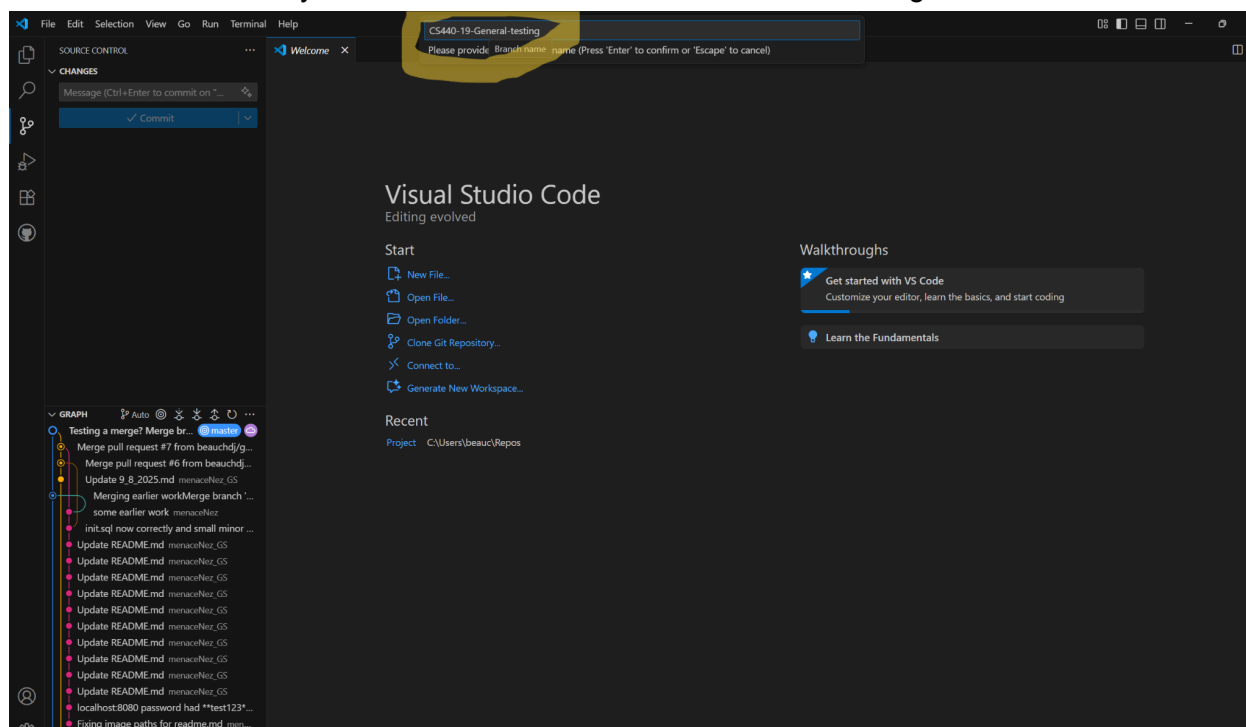 File Edit Selection View Go Run Terminal Help
CS440-19-General-testing
Please provide Branch name name (Press 'Enter' to confirm or 'Escape' to cancel)
SOURCE CONTROL
Welcome
CHANGES
Message (Ctrl+Enter to commit on "...
Commit
Visual Studio Code
Editing evolved
Start
New File...
Open File...
Open Folder...
Clone Git Repository...
Connect to...
Generate New Workspace...
Recent
Project C:\Users\beauc\Repos
Walkthroughs
Get started with VS Code
Customize your editor, learn the basics, and start coding
Learn the Fundamentals
GRAPH Auto
Testing a merge? Merge br... master
Merge pull request #7 from beauchdj/g...
Merge pull request #6 from beauchdj...
Update 9_8_2025.md menaceNez_GS
Merging earlier workMerge branch '...
some earlier work menaceNez
init.sql now correctly and small minor ...
Update README.md menaceNez_GS
Update README.md menaceNez_GS
Update README.md menaceNez_GS
Update README.md menaceNez_GS
Update README.md menaceNez_GS
Update README.md menaceNez_GS
Update README.md menaceNez_GS
Update README.md menaceNez_GS
Update README.md menaceNez_GS
Update README.md menaceNez_GS
localhost:8080 password had **test123*...
Fixing image paths for readme.md men...